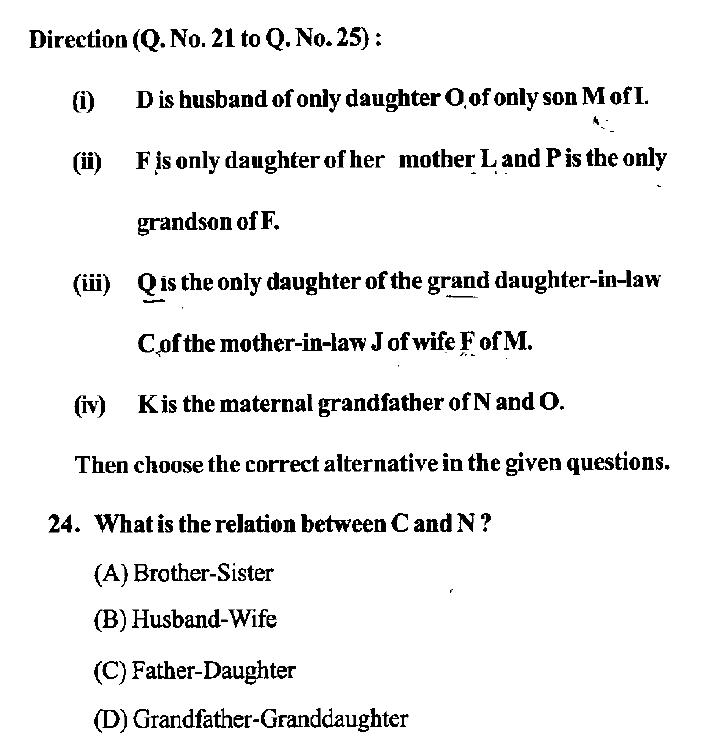 Direction (Q. No. 21 to Q. No. 25) :
(i) D is husband of only daughter O of only son M of I.
(ii) F is only daughter of her mother L and P is the only
grandson of F.
(iii) Q is the only daughter of the grand daughter-in-law
C of the mother-in-law J of wife F of M.
(iv) K is the maternal grandfather of N and O.
Then choose the correct alternative in the given questions.
24. What is the relation between C and N ?
(A) Brother-Sister
(B) Husband-Wife
(C) Father-Daughter
(D) Grandfather-Granddaughter